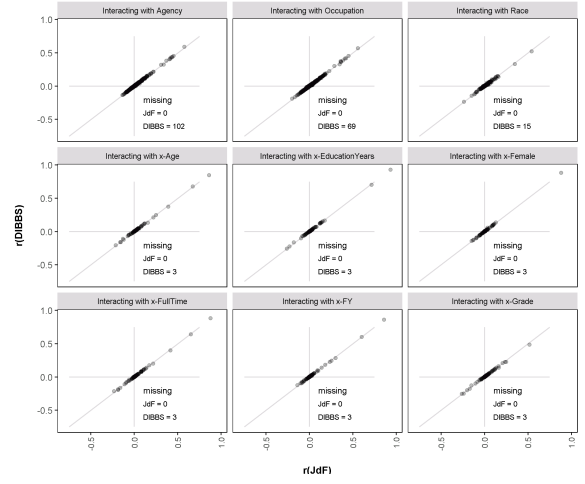 Interacting with Agency
Interacting with Occupation
Interacting with Race
1.0
0.5
0.0
-0.5
missing
JdF = 0
DIBBS = 102
missing
JdF = 0
DIBBS = 69
missing
JdF = 0
DIBBS = 15
Interacting with x-Age
Interacting with x-EducationYears
Interacting with x-Female
1.0
0.5
0.0
-0.5
missing
JdF = 0
DIBBS = 3
missing
JdF = 0
DIBBS = 3
missing
JdF = 0
DIBBS = 3
r(DIBBS)
Interacting with x-FullTime
Interacting with x-FY
Interacting with x-Grade
1.0
0.5
0.0
-0.5
missing
JdF = 0
DIBBS = 3
missing
JdF = 0
DIBBS = 3
missing
JdF = 0
DIBBS = 3
-0.5
0.0
0.5
1.0
-0.5
0.0
0.5
1.0
-0.5
0.0
0.5
1.0
r(JdF)